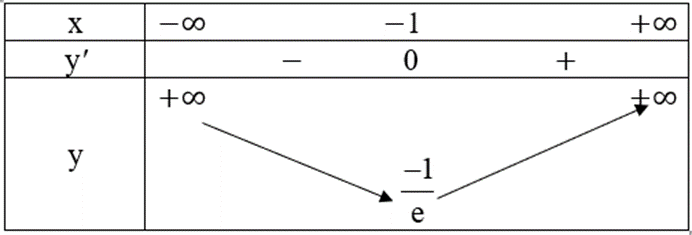 x −∞ −1 +∞
y′ − 0 +
+∞ +∞
y
−1
e